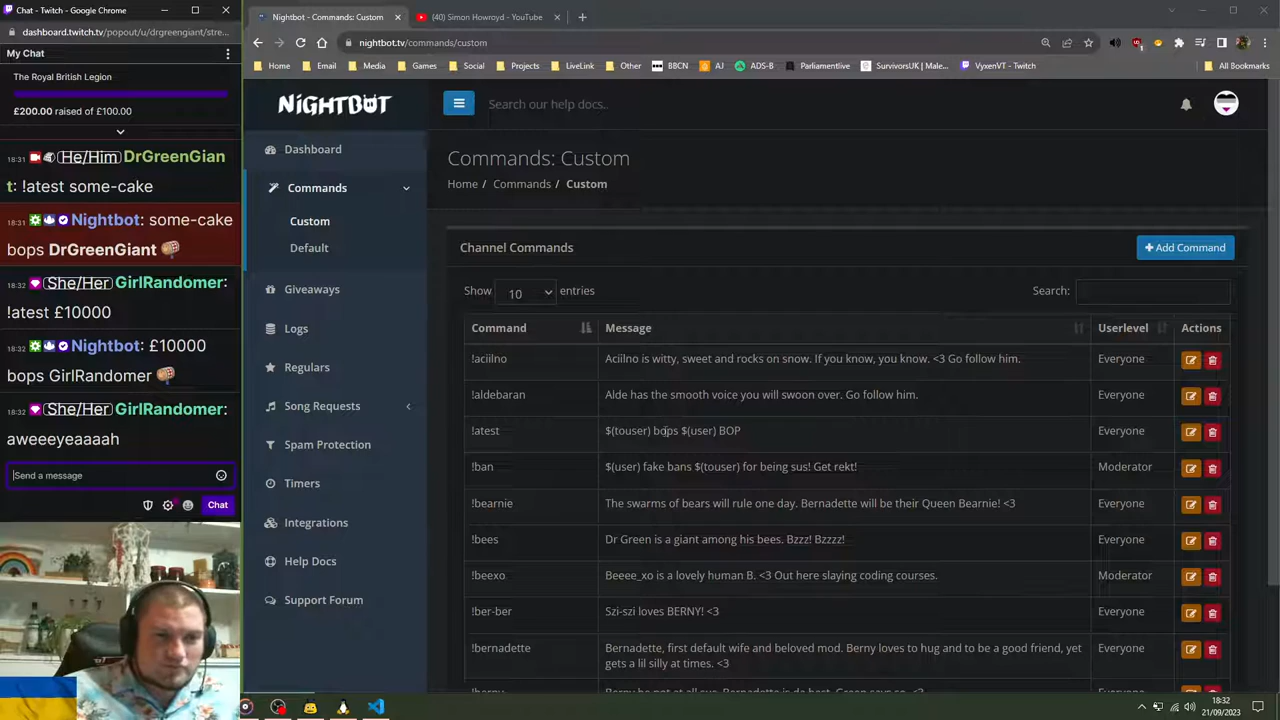 Chat - Twitch - Google Chrome
dashboard.twitch.tv/popout/u/drgreengiant/stre...
My Chat
The Royal British Legion
£200.00 raised of £100.00
18:31 He/Him DrGreenGian
t: !atest some-cake
18:31 Nightbot: some-cake
bops DrGreenGiant
18:32 She/Her GirlRandomer:
!atest £10000
18:32 Nightbot: £10000
bops GirlRandomer
18:32 She/Her GirlRandomer:
aweeeyeaaaah
Send a message
Chat
Nightbot - Commands: Custom
(40) Simon Howroyd - YouTube
nightbot.tv/commands/custom
Home
Email
Media
Games
Social
Projects
LiveLink
Other
BBCN
AJ
ADS-B
Parliamentlive
SurvivorsUK | Male...
VyxenVT - Twitch
All Bookmarks
NiGHTBOT
Search our help docs..
Dashboard
Commands
Custom
Default
Giveaways
Logs
Regulars
Song Requests
Spam Protection
Timers
Integrations
Help Docs
Support Forum
Commands: Custom
Home / Commands / Custom
Channel Commands
+ Add Command
Show 10 entries
Search:
Command Message Userlevel Actions
!aciilno Aciilno is witty, sweet and rocks on snow. If you know, you know. <3 Go follow him. Everyone
!aldebaran Alde has the smooth voice you will swoon over. Go follow him. Everyone
!atest $(touser) bops $(user) BOP Everyone
!ban $(user) fake bans $(touser) for being sus! Get rekt! Moderator
!bearnie The swarms of bears will rule one day. Bernadette will be their Queen Bearnie! <3 Everyone
!bees Dr Green is a giant among his bees. Bzzz! Bzzzz! Everyone
!beexo Beeee_xo is a lovely human B. <3 Out here slaying coding courses. Moderator
!ber-ber Szi-szi loves BERNY! <3 Everyone
!bernadette Bernadette, first default wife and beloved mod. Berny loves to hug and to be a good friend, yet Everyone
gets a lil silly at times. <3
18:32
21/09/2023